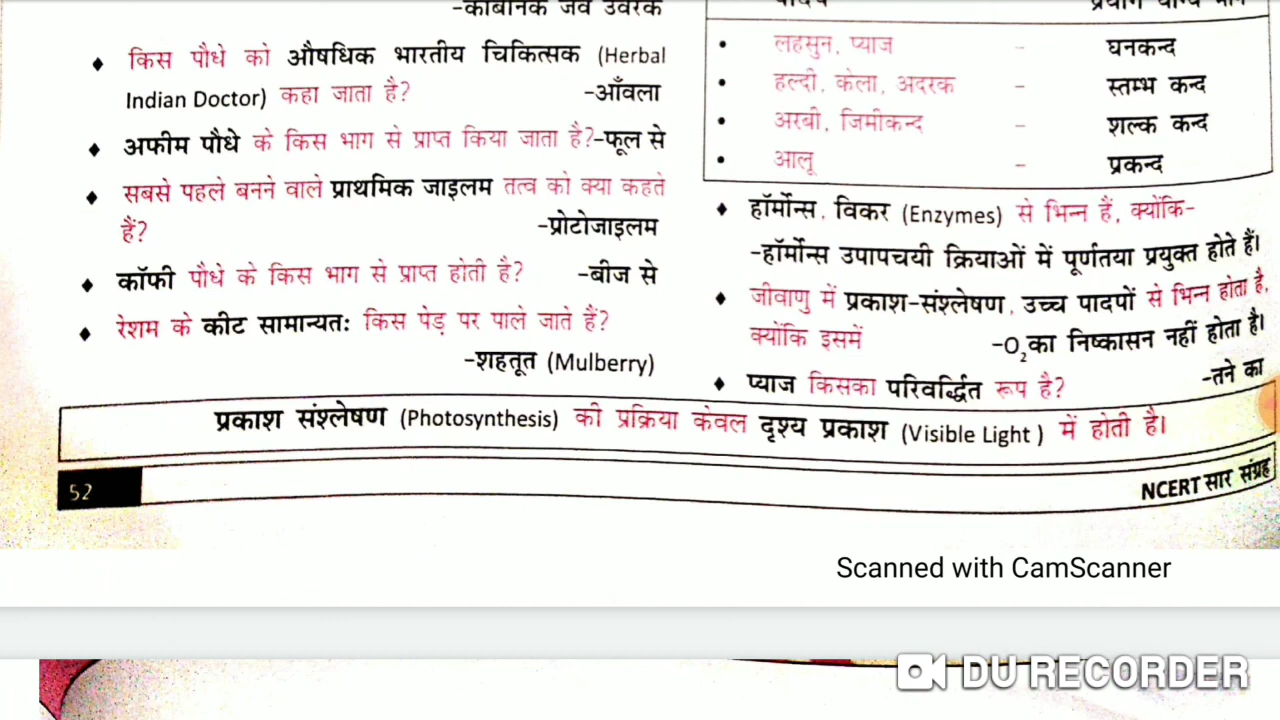 -कार्बनिक जैव उर्वरक
किस पौधे को औषधिक भारतीय चिकित्सक (Herbal
Indian Doctor) कहा जाता है? -आँवला
अफीम पौधे के किस भाग से प्राप्त किया जाता है?-फूल से
सबसे पहले बनने वाले प्राथमिक जाइलम तत्व को क्या कहते
हैं? -प्रोटोजाइलम
कॉफी पौधे के किस भाग से प्राप्त होती है? -बीज से
रेशम के कीट सामान्यतः किस पेड़ पर पाले जाते हैं?
-शहतूत (Mulberry)
लहसुन, प्याज - घनकन्द
हल्दी, केला, अदरक - स्तम्भ कन्द
अरबी, जिमीकन्द - शल्क कन्द
आलू - प्रकन्द
हॉर्मोन्स, विकर (Enzymes) से भिन्न हैं, क्योंकि-
-हॉर्मोन्स उपापचयी क्रियाओं में पूर्णतया प्रयुक्त होते हैं।
जीवाणु में प्रकाश-संश्लेषण, उच्च पादपों से भिन्न होता है,
क्योंकि इसमें -O₂का निष्कासन नहीं होता है।
प्याज किसका परिवर्द्धित रूप है? -तने का
प्रकाश संश्लेषण (Photosynthesis) की प्रक्रिया केवल दृश्य प्रकाश (Visible Light ) में होती है।
52
NCERT सार संग्रह
Scanned with CamScanner
DU RECORDER